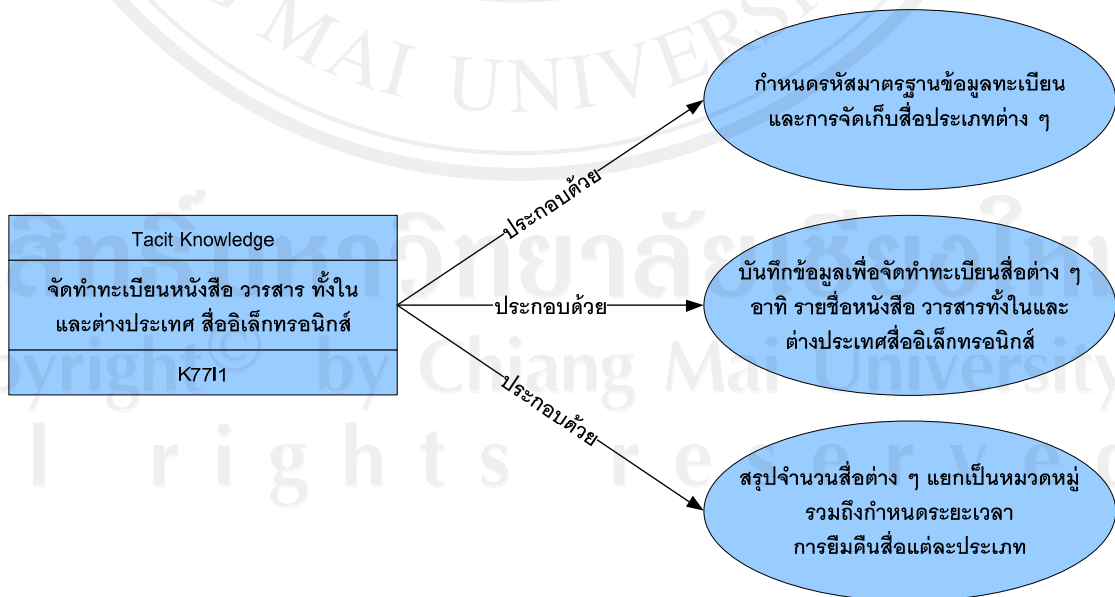 MAI UNIVERSI
กำหนดรหัสมาตรฐานข้อมูลทะเบียน
และการจัดเก็บสื่อประเภทต่าง ๆ
ประกอบด้วย
Tacit Knowledge
จัดทำทะเบียนหนังสือ วารสาร ทั้งใน
และต่างประเทศ สื่ออิเล็กทรอนิกส์
K77I1
ประกอบด้วย
บันทึกข้อมูลเพื่อจัดทำทะเบียนสื่อต่าง ๆ
อาทิ รายชื่อหนังสือ วารสารทั้งในและ
ต่างประเทศสื่ออิเล็กทรอนิกส์
ประกอบด้วย
สรุปจำนวนสื่อต่าง ๆ แยกเป็นหมวดหมู่
รวมถึงกำหนดระยะเวลา
การยืมคืนสื่อแต่ละประเภท
opyright© by Chiang Mai University
l rights reserved